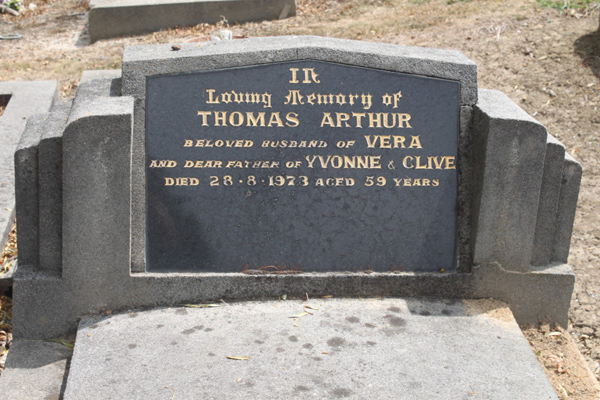 IN
Loving Memory of
THOMAS ARTHUR
BELOVED HUSBAND OF VERA
AND DEAR FATHER OF YVONNE & CLIVE
DIED 28·8·1973 AGED 59 YEARS